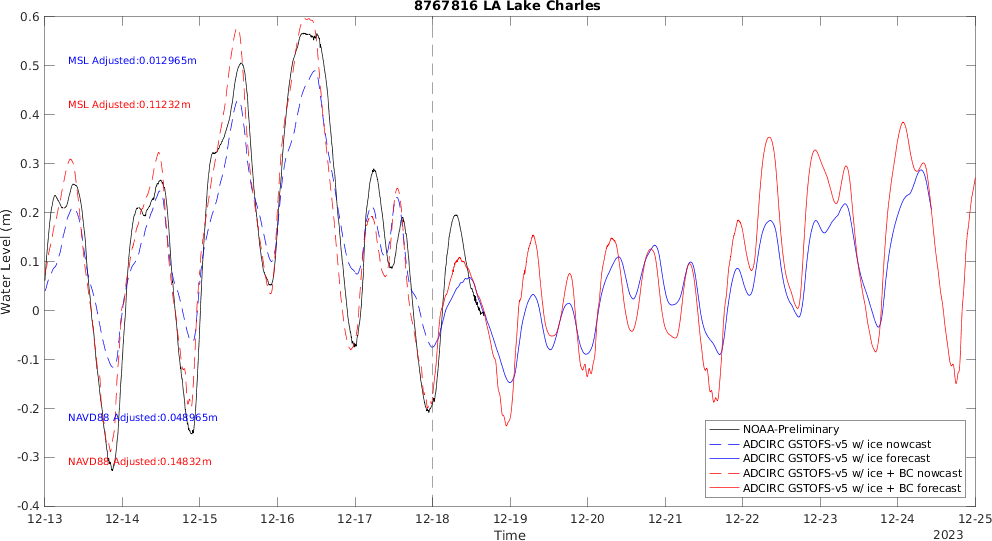 8767816 LA Lake Charles
0.6
0.5
0.4
0.3
0.2
0.1
0
-0.1
-0.2
-0.3
-0.4
Water Level (m)
MSL Adjusted:0.012965m
MSL Adjusted:0.11232m
NAVD88 Adjusted:0.048965m
NAVD88 Adjusted:0.14832m
NOAA-Preliminary
ADCIRC GSTOFS-v5 w/ ice nowcast
ADCIRC GSTOFS-v5 w/ ice forecast
ADCIRC GSTOFS-v5 w/ ice + BC nowcast
ADCIRC GSTOFS-v5 w/ ice + BC forecast
12-13 12-14 12-15 12-16 12-17 12-18 12-19 12-20 12-21 12-22 12-23 12-24 12-25
Time
2023